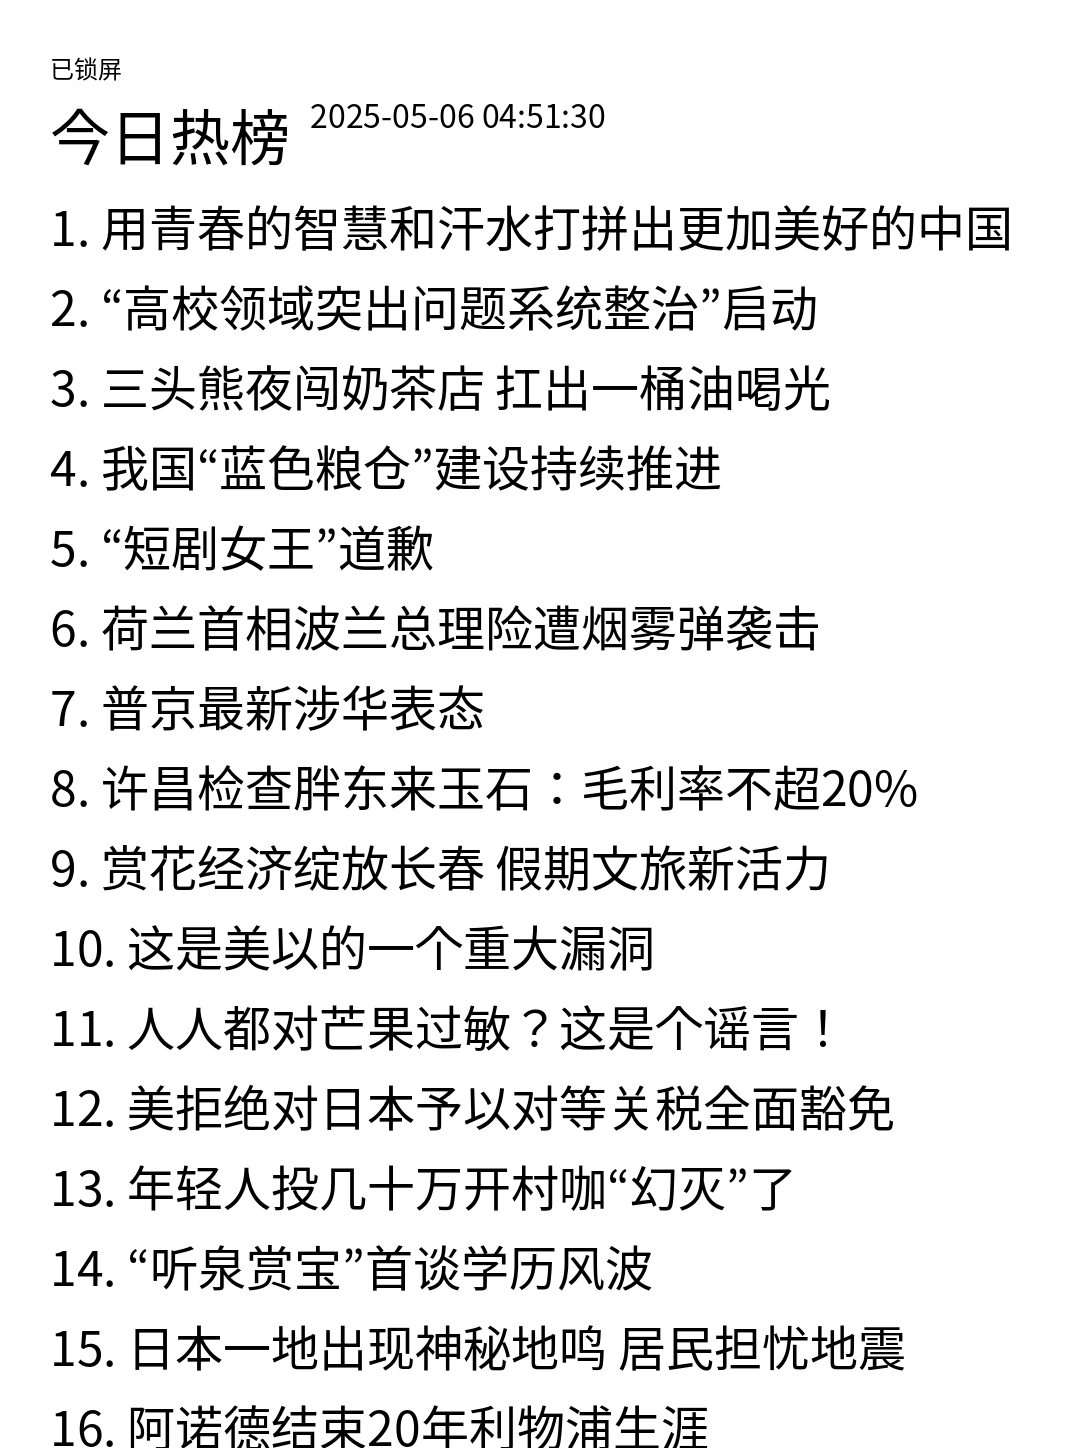 已锁屏
今日热榜 2025-05-06 04:51:30
1. 用青春的智慧和汗水打拼出更加美好的中国
2. “高校领域突出问题系统整治”启动
3. 三头熊夜闯奶茶店 扛出一桶油喝光
4. 我国“蓝色粮仓”建设持续推进
5. “短剧女王”道歉
6. 荷兰首相波兰总理险遭烟雾弹袭击
7. 普京最新涉华表态
8. 许昌检查胖东来玉石：毛利率不超20%
9. 赏花经济绽放长春 假期文旅新活力
10. 这是美以的一个重大漏洞
11. 人人都对芒果过敏？这是个谣言！
12. 美拒绝对日本予以对等关税全面豁免
13. 年轻人投几十万开村咖“幻灭”了
14. “听泉赏宝”首谈学历风波
15. 日本一地出现神秘地鸣 居民担忧地震
16. 阿诺德结束20年利物浦生涯